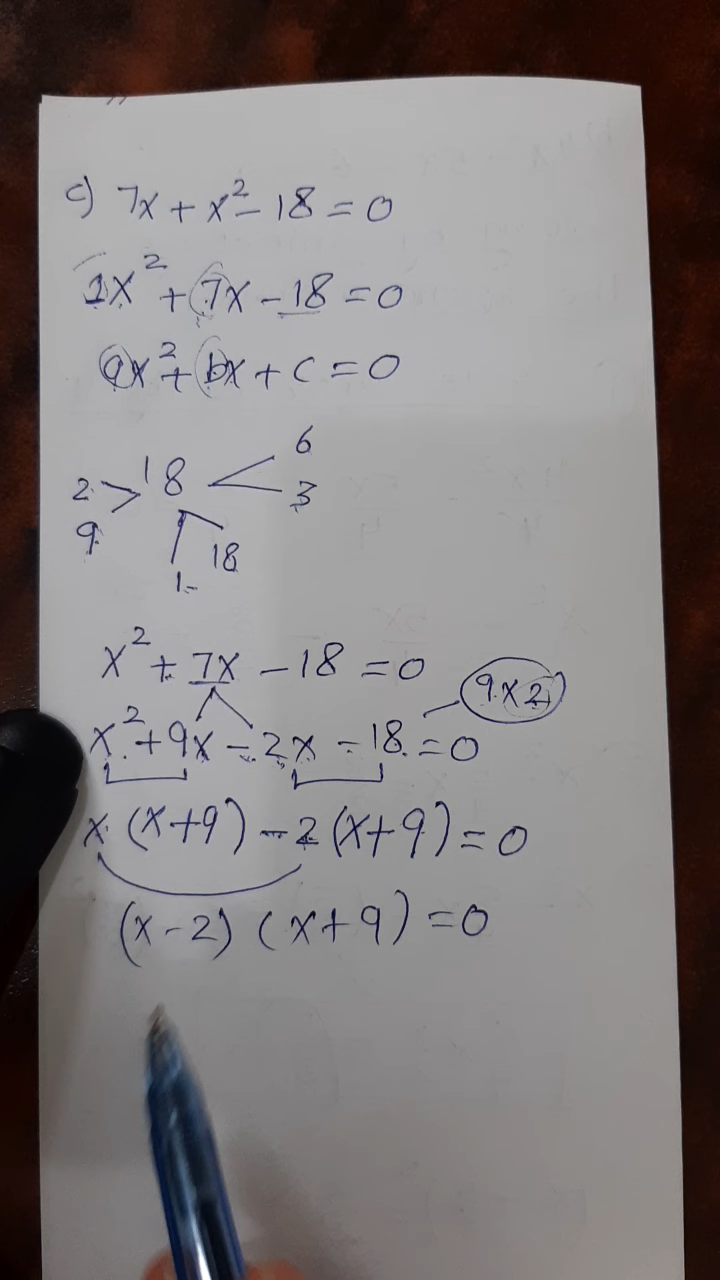 c) 7x + x² - 18 = 0
1x² + 7x - 18 = 0
ax² + bx + c = 0
6
2 18 3
9 18
1
x² + 7x - 18 = 0
9x2
x² + 9x - 2x - 18 = 0
x (x+9) - 2 (x+9) = 0
(x-2) (x+9) = 0